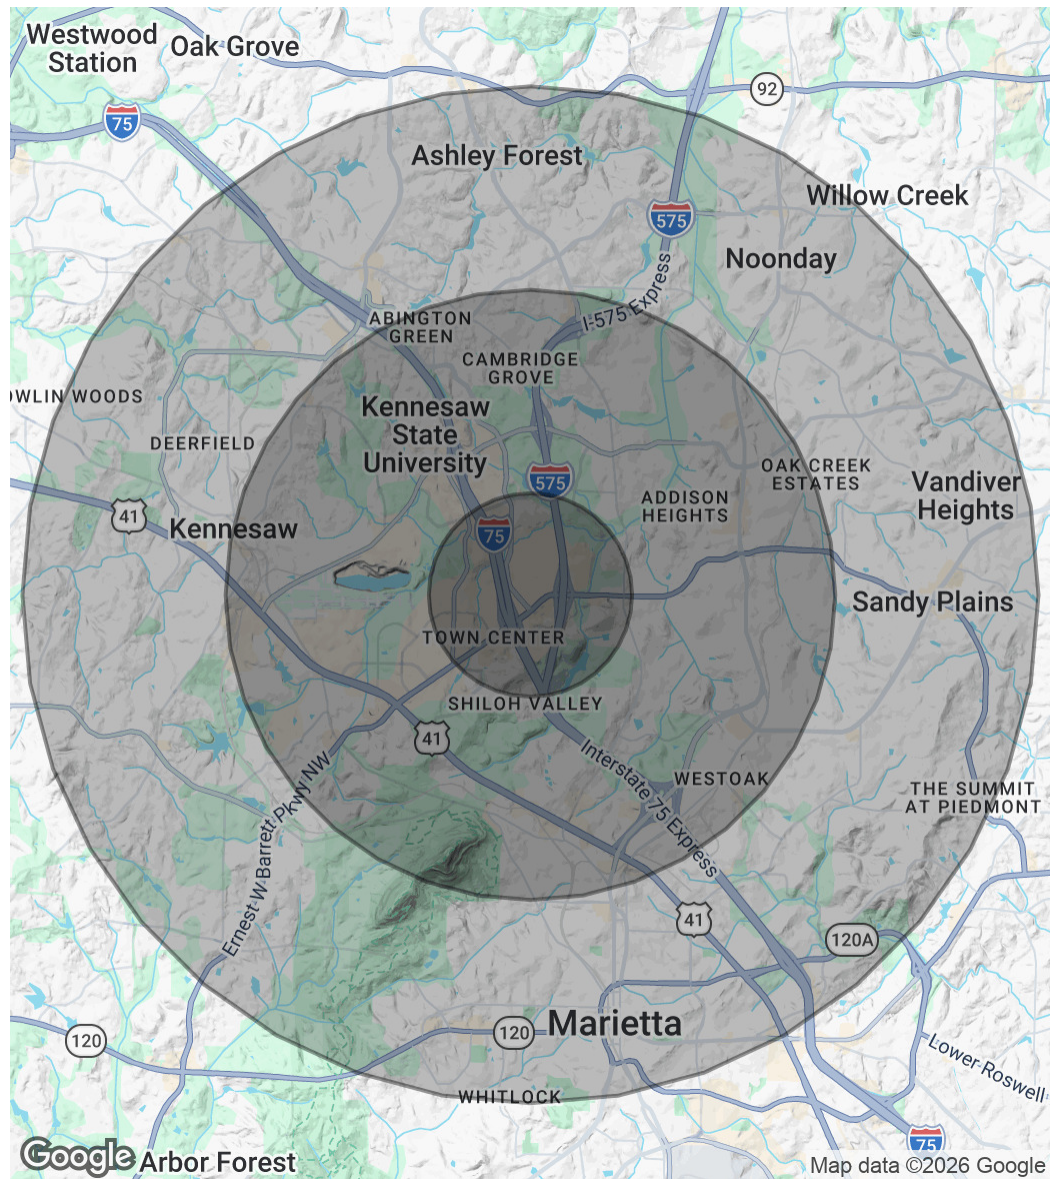 Westwood
Station
Oak Grove
92
75
Ashley Forest
Willow Creek
575
Noonday
I-575 Express
ABINGTON
GREEN
CAMBRIDGE
GROVE
OWLIN WOODS
Kennesaw
State
University
DEERFIELD
OAK CREEK
ESTATES
575
Vandiver
Heights
ADDISON
HEIGHTS
41
Kennesaw
75
Sandy Plains
TOWN CENTER
SHILOH VALLEY
41
Interstate 75 Express
WESTOAK
THE SUMMIT
AT PIEDMONT
Ernest W Barrett Pkwy NW
41
120A
120
120
Marietta
Lower Roswell
WHITLOCK
75
Google
Arbor Forest
Map data ©2026 Google